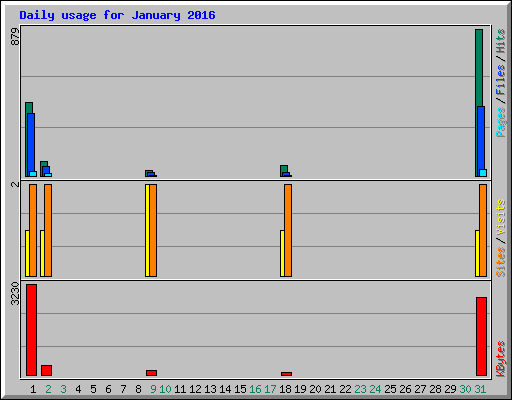 Daily usage for January 2016
879
Pages / Files / Hits
2
Sites / Visits
3230
KBytes
1 2 3 4 5 6 7 8 9 10 11 12 13 14 15 16 17 18 19 20 21 22 23 24 25 26 27 28 29 30 31